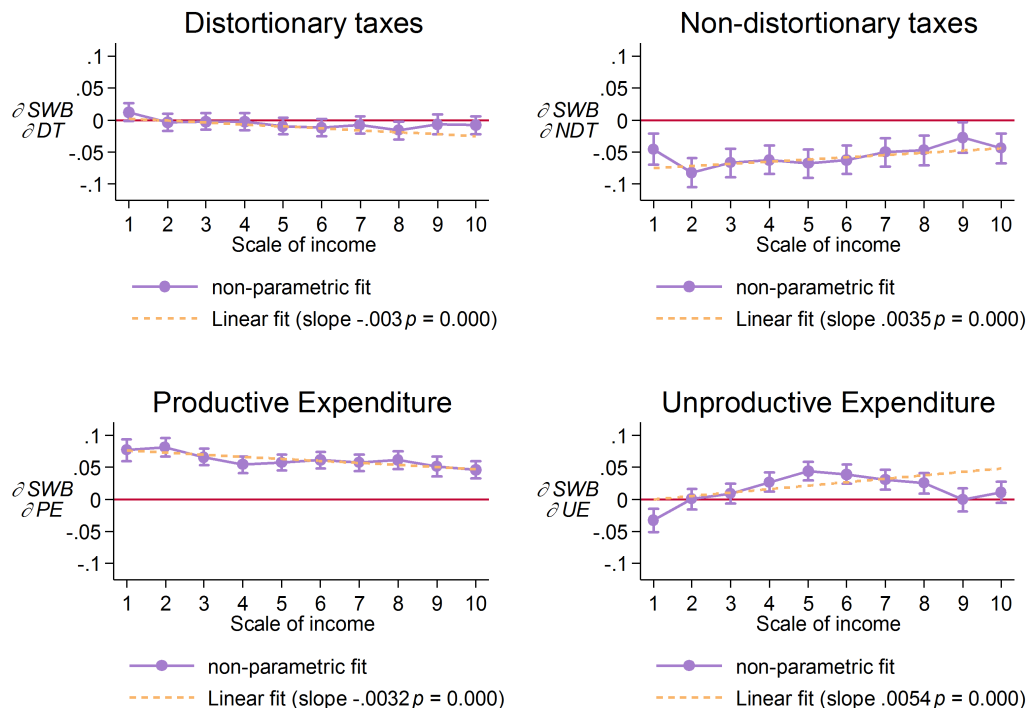 Distortionary taxes
.1
.05
0
-.05
-.1
∂ SWB
∂ DT
1 2 3 4 5 6 7 8 9 10
Scale of income
non-parametric fit
Linear fit (slope -.003 p = 0.000)
Non-distortionary taxes
.1
.05
0
-.05
-.1
∂ SWB
∂ NDT
1 2 3 4 5 6 7 8 9 10
Scale of income
non-parametric fit
Linear fit (slope .0035 p = 0.000)
Productive Expenditure
.1
.05
0
-.05
-.1
∂ SWB
∂ PE
1 2 3 4 5 6 7 8 9 10
Scale of income
non-parametric fit
Linear fit (slope -.0032 p = 0.000)
Unproductive Expenditure
.1
.05
0
-.05
-.1
∂ SWB
∂ UE
1 2 3 4 5 6 7 8 9 10
Scale of income
non-parametric fit
Linear fit (slope .0054 p = 0.000)